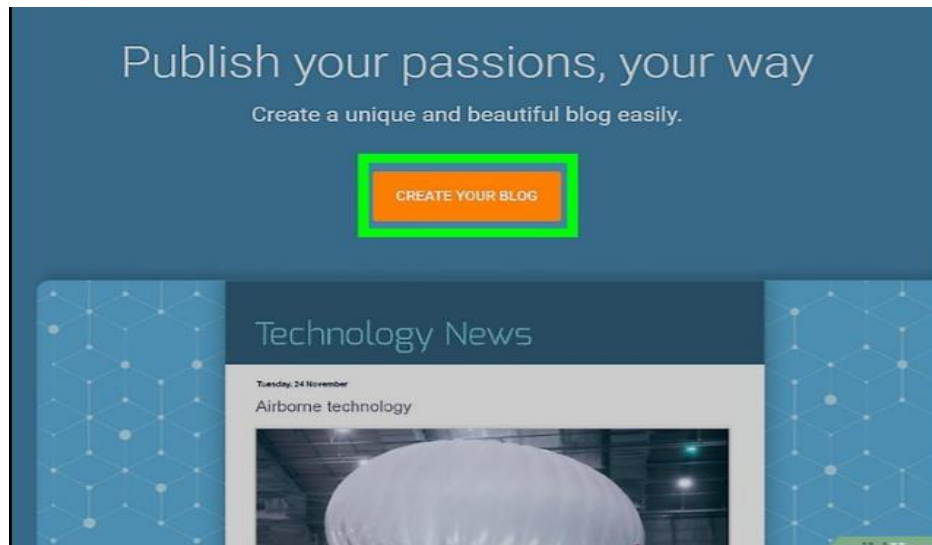 Publish your passions, your way
Create a unique and beautiful blog easily.
CREATE YOUR BLOG
Technology News
Tuesday, 24 November
Airborne technology